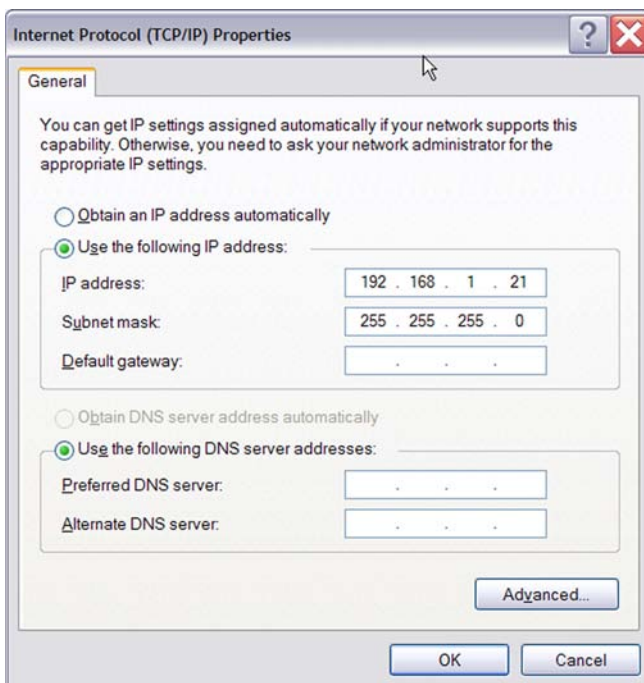 Internet Protocol (TCP/IP) Properties
?
General
You can get IP settings assigned automatically if your network supports this
capability. Otherwise, you need to ask your network administrator for the
appropriate IP settings.
Obtain an IP address automatically
Use the following IP address:
IP address: 192 . 168 . 1 . 21
Subnet mask: 255 . 255 . 255 . 0
Default gateway: . . .
Obtain DNS server address automatically
Use the following DNS server addresses:
Preferred DNS server: . . .
Alternate DNS server: . . .
Advanced...
OK Cancel